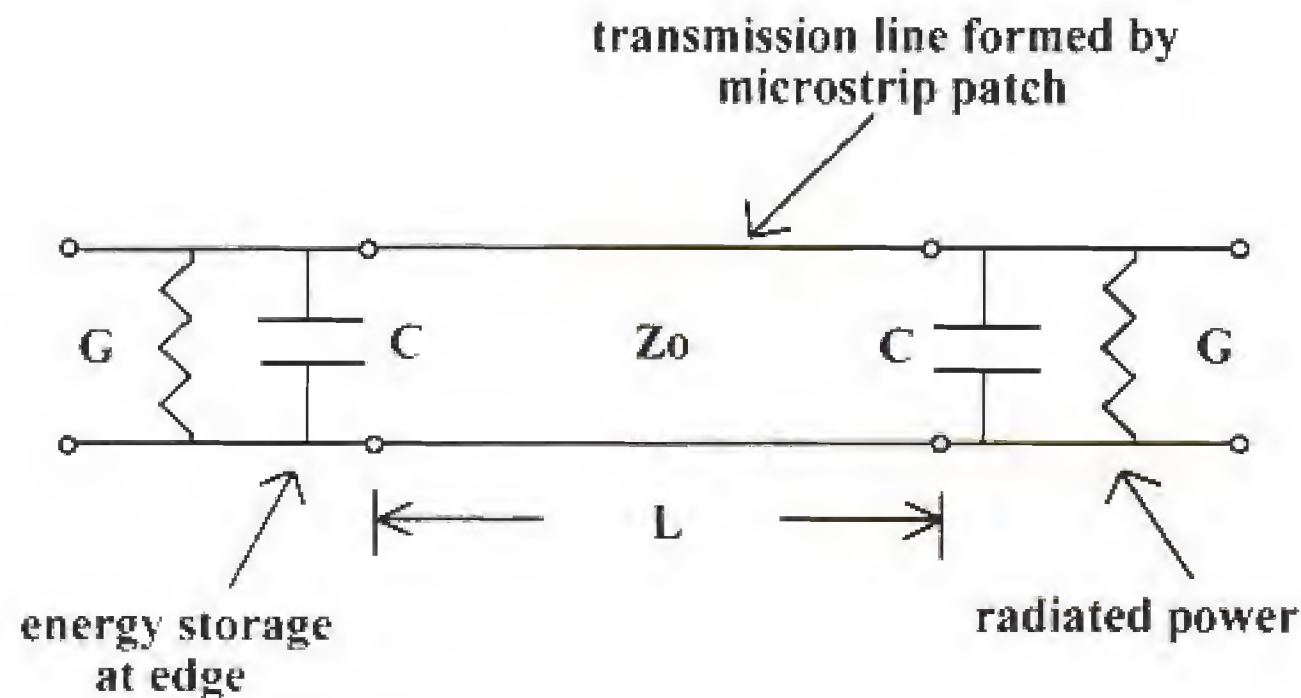 transmission line formed by
microstrip patch
G
C
Zo
C
G
L
energy storage
at edge
radiated power